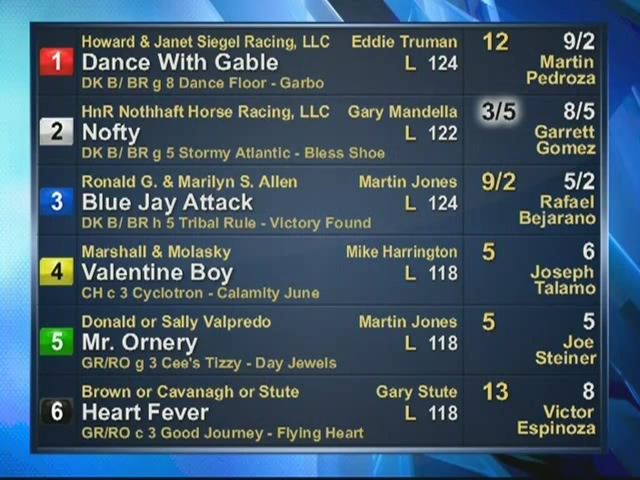 Howard & Janet Siegel Racing, LLC Eddie Truman 12 9/2
1 Dance With Gable L 124 Martin
DK B/ BR g 8 Dance Floor - Garbo Pedroza
HnR Nothhaft Horse Racing, LLC Gary Mandella 3/5 8/5
2 Nofty L 122 Garrett
DK B/ BR g 5 Stormy Atlantic - Bless Shoe Gomez
Ronald G. & Marilyn S. Allen Martin Jones 9/2 5/2
3 Blue Jay Attack L 124 Rafael
DK B/ BR h 5 Tribal Rule - Victory Found Bejarano
Marshall & Molasky Mike Harrington 5 6
4 Valentine Boy L 118 Joseph
CH c 3 Cyclotron - Calamity June Talamo
Donald or Sally Valpredo Martin Jones 5 5
5 Mr. Ornery L 118 Joe
GR/RO g 3 Cee's Tizzy - Day Jewels Steiner
Brown or Cavanagh or Stute Gary Stute 13 8
6 Heart Fever L 118 Victor
GR/RO c 3 Good Journey - Flying Heart Espinoza